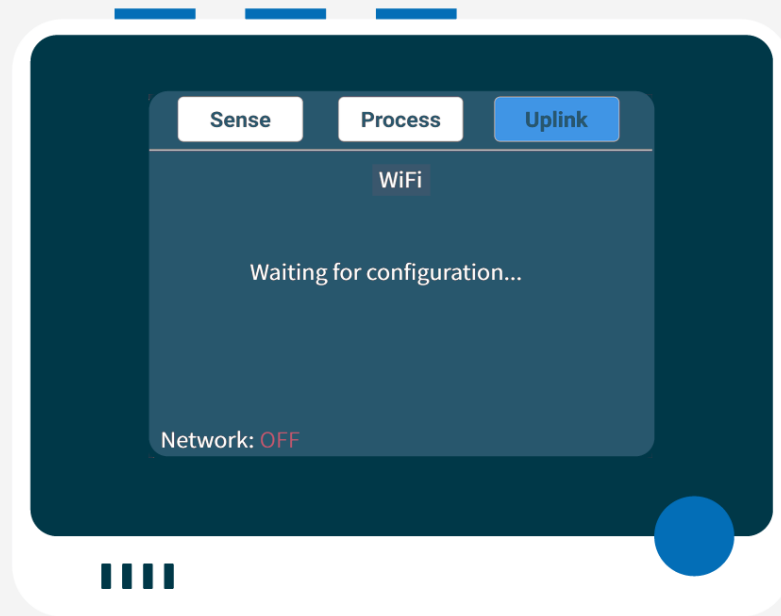 Sense Process Uplink
WiFi
Waiting for configuration...
Network: OFF